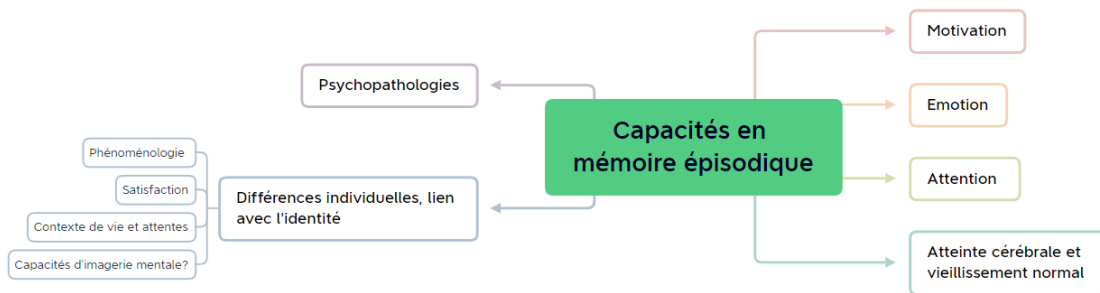 Capacités en
mémoire épisodique
Motivation
Emotion
Attention
Atteinte cérébrale et
vieillissement normal
Psychopathologies
Différences individuelles, lien
avec l'identité
Phénoménologie
Satisfaction
Contexte de vie et attentes
Capacités d'imagerie mentale?